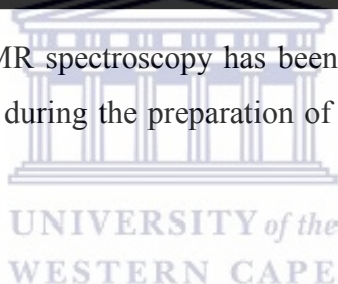 MR spectroscopy has been
during the preparation of
UNIVERSITY of the
WESTERN CAPE